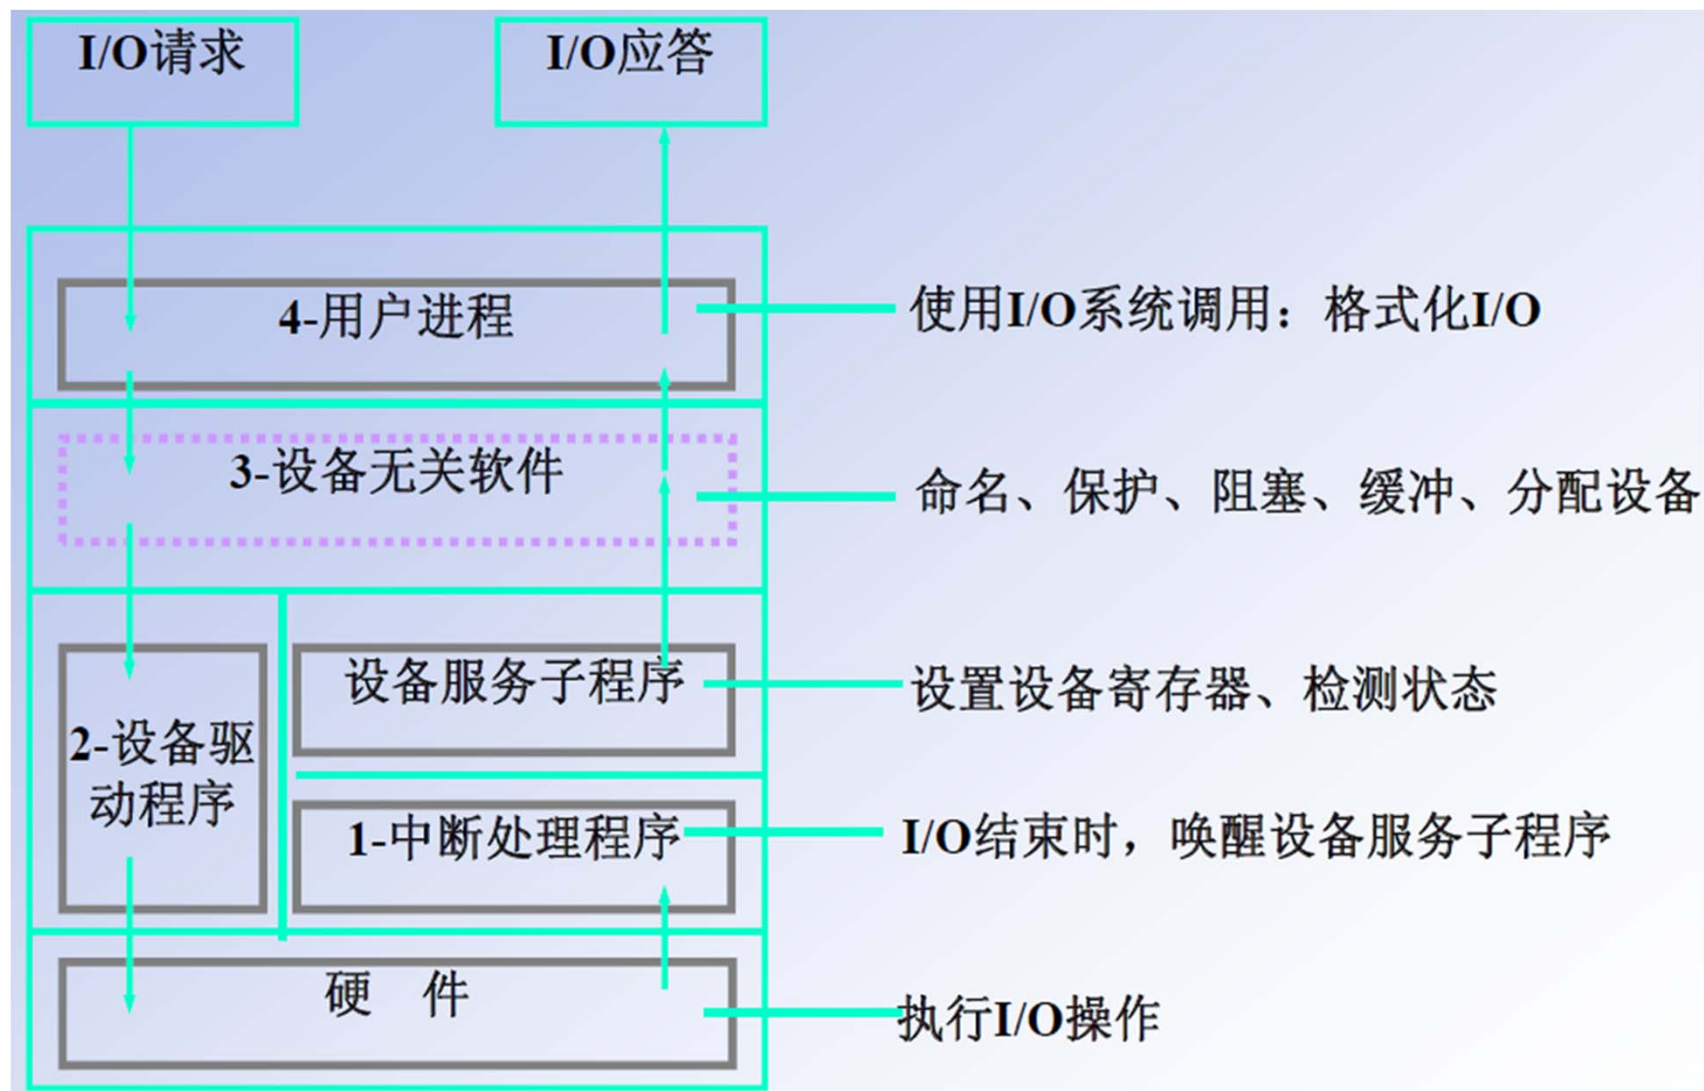 I/O请求
I/O应答
4-用户进程
使用I/O系统调用：格式化I/O
3-设备无关软件
命名、保护、阻塞、缓冲、分配设备
设备服务子程序
设置设备寄存器、检测状态
2-设备驱
动程序
1-中断处理程序
I/O结束时，唤醒设备服务子程序
硬 件
执行I/O操作